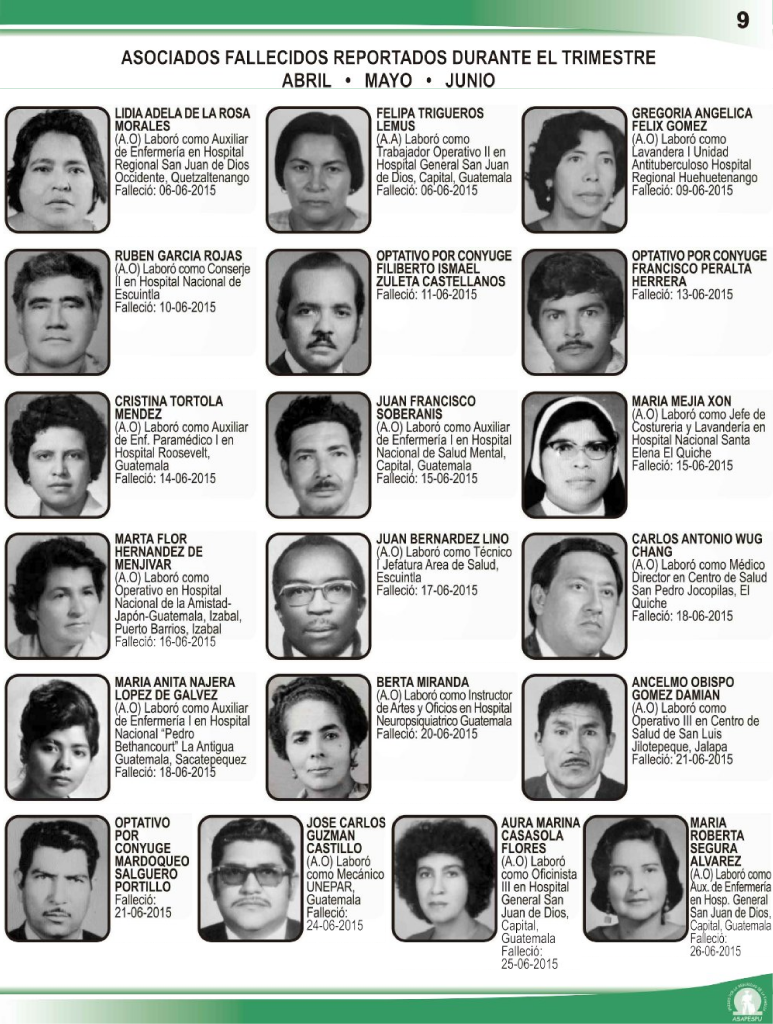 9
ASOCIADOS FALLECIDOS REPORTADOS DURANTE EL TRIMESTRE
ABRIL • MAYO • JUNIO
LIDIA ADELA DE LA ROSA
MORALES
(A.O) Laboró como Auxiliar
de Enfermería en Hospital
Regional San Juan de Dios
Occidente, Quetzaltenango
Falleció: 06-06-2015
FELIPA TRIGUEROS
LEMUS
(A.A) Laboró como
Trabajador Operativo II en
Hospital General San Juan
de Dios, Capital, Guatemala
Falleció: 06-06-2015
GREGORIA ANGELICA
FELIX GOMEZ
(A.O) Laboró como
Lavandera I Unidad
Antituberculoso Hospital
Regional Huehuetenango
Falleció: 09-06-2015
RUBEN GARCIA ROJAS
(A.O) Laboró como Conserje
II en Hospital Nacional de
Escuintla
Falleció: 10-06-2015
OPTATIVO POR CONYUGE
FILIBERTO ISMAEL
ZULETA CASTELLANOS
Falleció: 11-06-2015
OPTATIVO POR CONYUGE
FRANCISCO PERALTA
HERRERA
Falleció: 13-06-2015
CRISTINA TORTOLA
MENDEZ
(A.O) Laboró como Auxiliar
de Enf. Paramédico I en
Hospital Roosevelt,
Guatemala
Falleció: 14-06-2015
JUAN FRANCISCO
SOBERANIS
(A.O) Laboró como Auxiliar
de Enfermería I en Hospital
Nacional de Salud Mental,
Capital, Guatemala
Falleció: 15-06-2015
MARIA MEJIA XON
(A.O) Laboró como Jefe de
Costureria y Lavandería en
Hospital Nacional Santa
Elena El Quiche
Falleció: 15-06-2015
MARTA FLOR
HERNANDEZ DE
MENJIVAR
(A.O) Laboró como
Operativo en Hospital
Nacional de la Amistad-
Japón-Guatemala, Izabal,
Puerto Barrios, Izabal
Falleció: 16-06-2015
JUAN BERNARDEZ LINO
(A.O) Laboró como Técnico
I Jefatura Area de Salud,
Escuintla
Falleció: 17-06-2015
CARLOS ANTONIO WUG
CHANG
(A.O) Laboró como Médico
Director en Centro de Salud
San Pedro Jocopilas, El
Quiche
Falleció: 18-06-2015
MARIA ANITA NAJERA
LOPEZ DE GALVEZ
(A.O) Laboró como Auxiliar
de Enfermería I en Hospital
Nacional "Pedro
Bethancourt" La Antigua
Guatemala, Sacatepequez
Falleció: 18-06-2015
BERTA MIRANDA
(A.O) Laboró como Instructor
de Artes y Oficios en Hospital
Neuropsiquiatrico Guatemala
Falleció: 20-06-2015
ANCELMO OBISPO
GOMEZ DAMIAN
(A.O) Laboró como
Operativo III en Centro de
Salud de San Luis
Jilotepeque, Jalapa
Falleció: 21-06-2015
OPTATIVO
POR
CONYUGE
MARDOQUEO
SALGUERO
PORTILLO
Falleció:
21-06-2015
JOSE CARLOS
GUZMAN
CASTILLO
(A.O) Laboró
como Mecánico
UNEPAR,
Guatemala
Falleció:
24-06-2015
AURA MARINA
CASASOLA
FLORES
(A.O) Laboró
como Oficinista
III en Hospital
General San
Juan de Dios,
Capital,
Guatemala
Falleció:
25-06-2015
MARIA
ROBERTA
SEGURA
ALVAREZ
(A.O) Laboró como
Aux. de Enfermería
en Hosp. General
San Juan de Dios,
Capital, Guatemala
Falleció:
26-06-2015
ASAPESPU